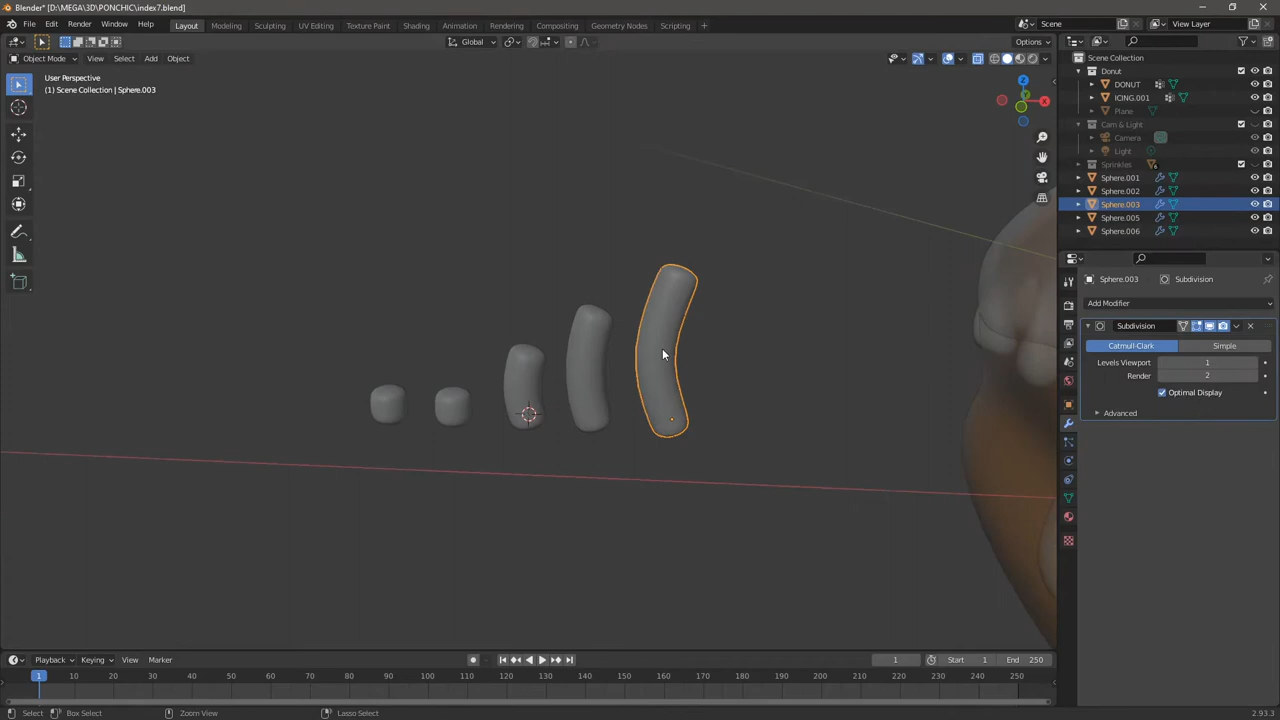 Blender* [D:\MEGA\3D\PONCHIC\index7.blend]
File Edit Render Window Help Layout Modeling Sculpting UV Editing Texture Paint Shading Animation Rendering Compositing Geometry Nodes Scripting + Scene View Layer
Global Options
Object Mode View Select Add Object
User Perspective
(1) Scene Collection | Sphere.003
Z
Y
X
Scene Collection
Donut
DONUT
ICING.001
Plane
Cam & Light
Camera
Light
Sprinkles
6
Sphere.001
Sphere.002
Sphere.003
Sphere.005
Sphere.006
Sphere.003 Subdivision
Add Modifier
Subdivision
Catmull-Clark Simple
Levels Viewport 1
Render 2
Optimal Display
Advanced
Playback Keying View Marker 1 Start 1 End 250
1 10 20 30 40 50 60 70 80 90 100 110 120 130 140 150 160 170 180 190 200 210 220 230 240 250
Select Box Select Zoom View Lasso Select 2.93.3